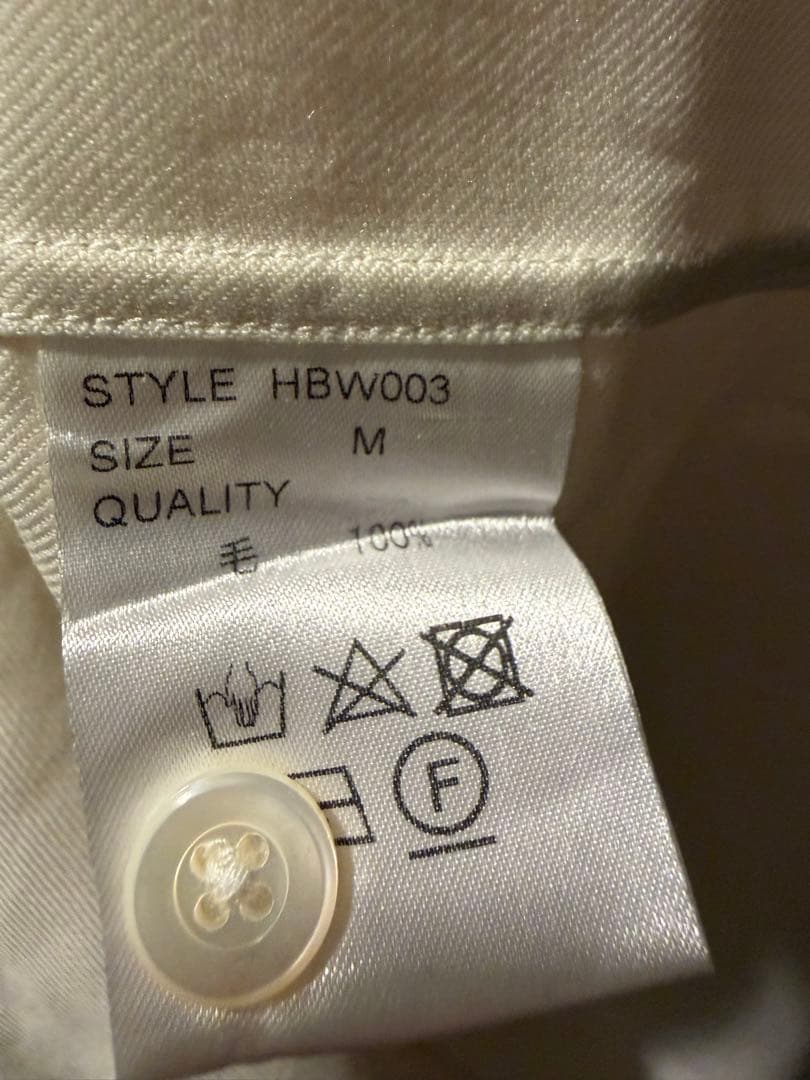 STYLE HBW003
SIZE M
QUALITY
毛 100%
F